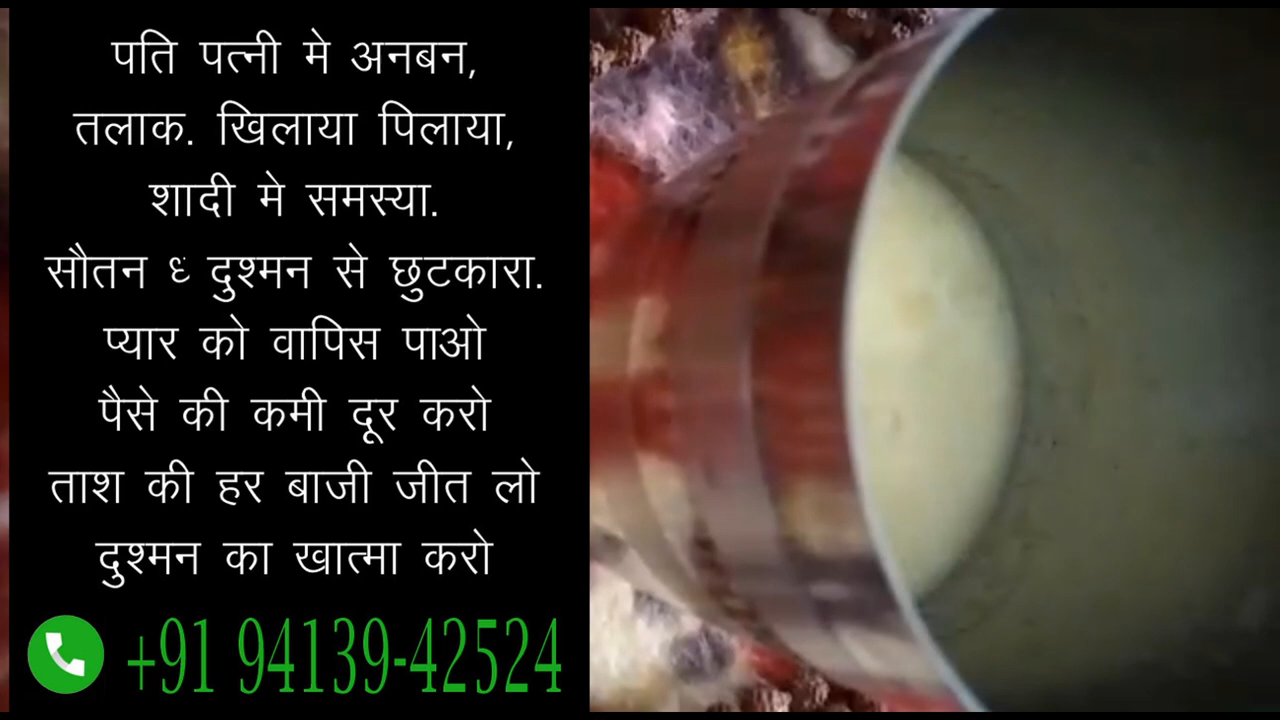 पति पत्नी मे अनबन,
तलाक. खिलाया पिलाया,
शादी मे समस्या.
सौतन ६ दुश्मन से छुटकारा.
प्यार को वापिस पाओ
पैसे की कमी दूर करो
ताश की हर बाजी जीत लो
दुश्मन का खात्मा करो
+91 94139-42524